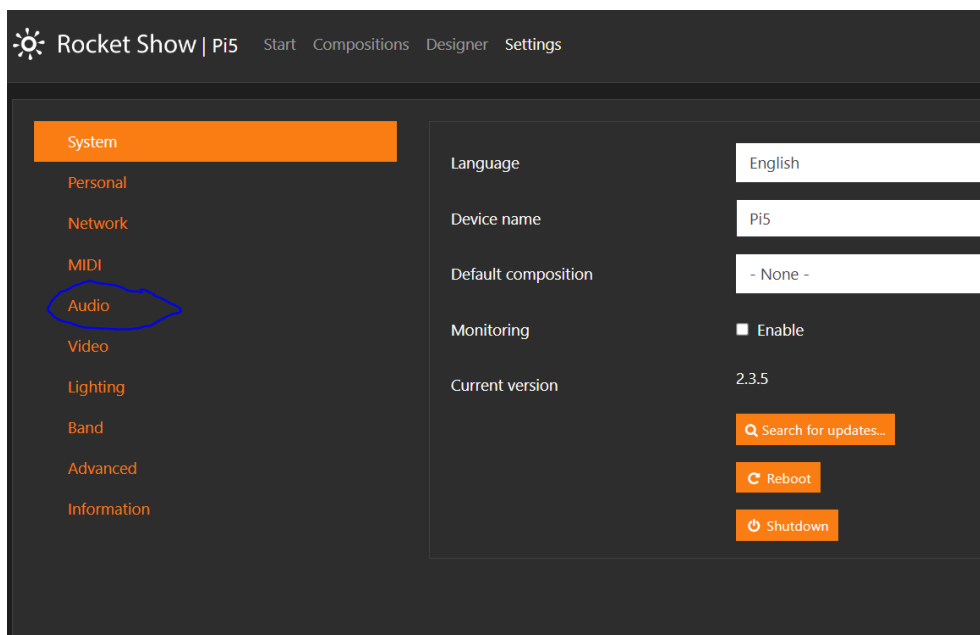 Rocket Show | Pi5 Start Compositions Designer Settings
System
Personal
Network
MIDI
Audio
Video
Lighting
Band
Advanced
Information
Language English
Device name Pi5
Default composition - None -
Monitoring Enable
Current version 2.3.5
Search for updates...
Reboot
Shutdown